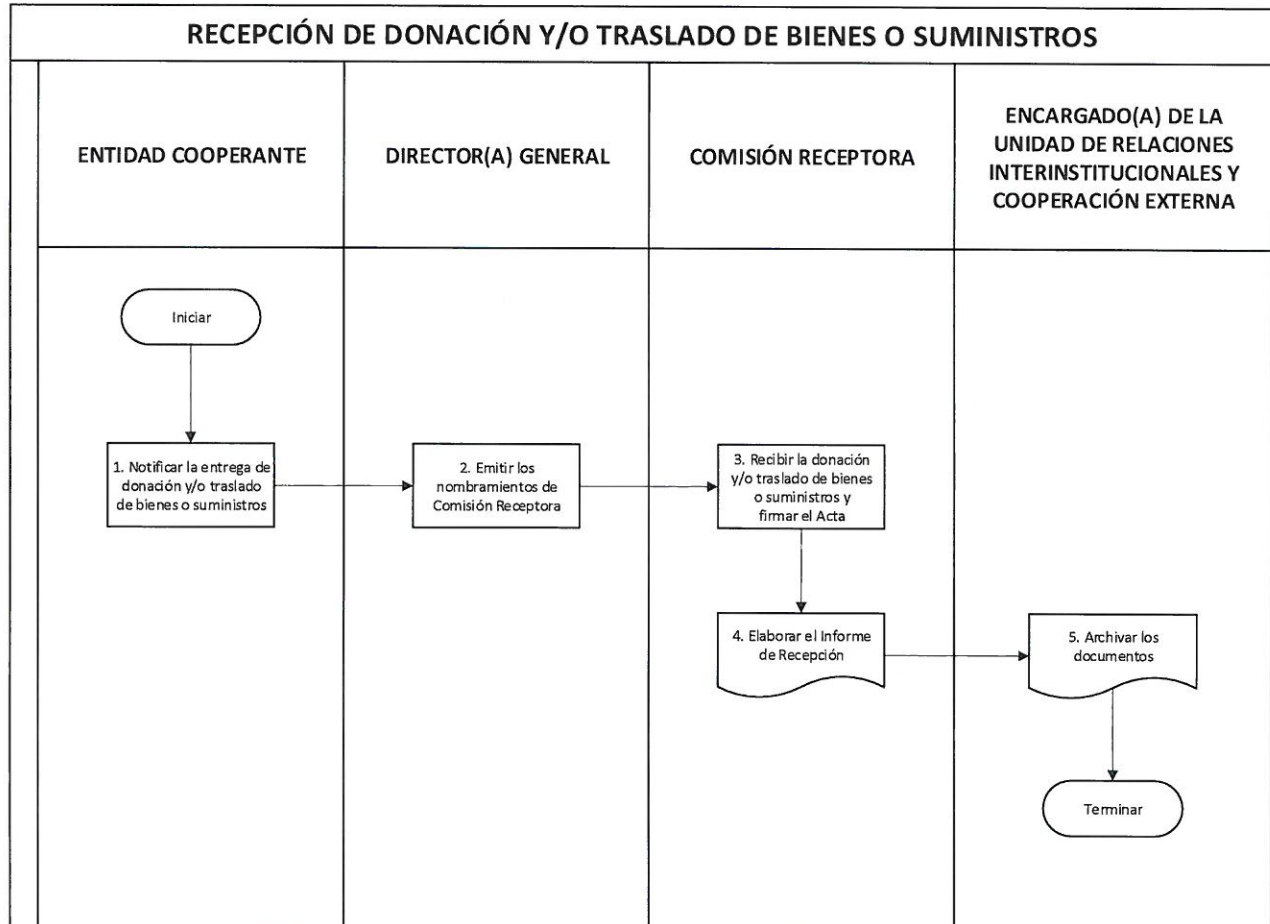 RECEPCIÓN DE DONACIÓN Y/O TRASLADO DE BIENES O SUMINISTROS
ENTIDAD COOPERANTE
DIRECTOR(A) GENERAL
COMISIÓN RECEPTORA
ENCARGADO(A) DE LA
UNIDAD DE RELACIONES
INTERINSTITUCIONALES Y
COOPERACIÓN EXTERNA
Iniciar
1. Notificar la entrega de
donación y/o traslado
de bienes o suministros
2. Emitir los
nombramientos de
Comisión Receptora
3. Recibir la donación
y/o traslado de bienes
o suministros y
firmar el Acta
4. Elaborar el Informe
de Recepción
5. Archivar los
documentos
Terminar